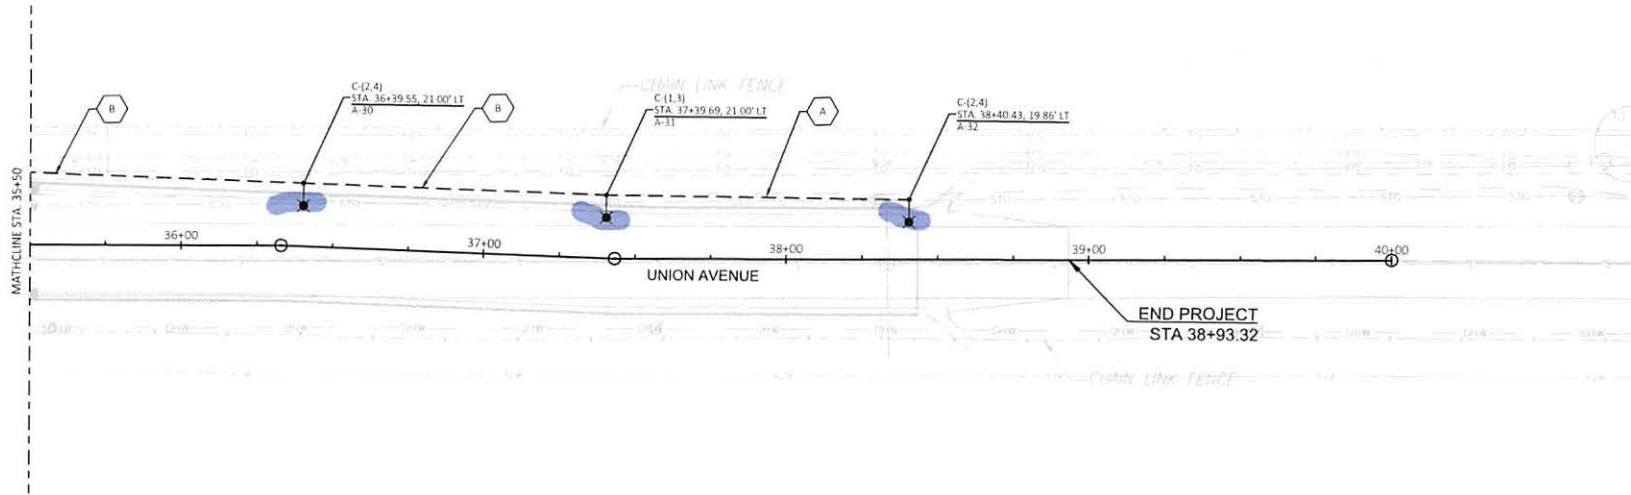 CHAIN LINK FENCE
C-(2,4)
STA. 36+39.55, 21.00' LT
A-30
C-(1,3)
STA. 37+39.69, 21.00' LT
A-31
C-(2,4)
STA. 38+40.43, 19.86' LT
A-32
B
B
A
MATHCLINE STA. 35+50
36+00
37+00
38+00
39+00
40+00
UNION AVENUE
END PROJECT
STA 38+93.32
CHAIN LINK FENCE